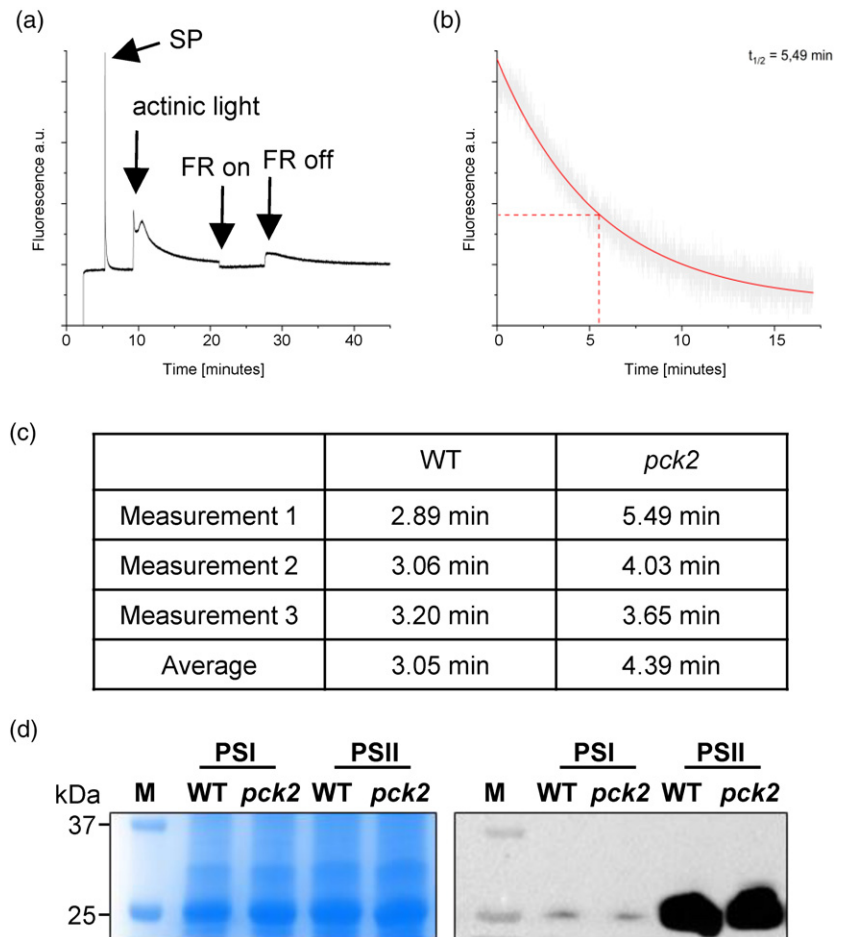 (a)
SP
actinic light
FR on
FR off
Fluorescence a.u.
0 10 20 30 40
Time [minutes]
(b)
t1/2 = 5,49 min
Fluorescence a.u.
0 5 10 15
Time [minutes]
(c)
WT pck2
Measurement 1 2.89 min 5.49 min
Measurement 2 3.06 min 4.03 min
Measurement 3 3.20 min 3.65 min
Average 3.05 min 4.39 min
(d)
PSI PSII PSI PSII
kDa M WT pck2 WT pck2 M WT pck2 WT pck2
37
25